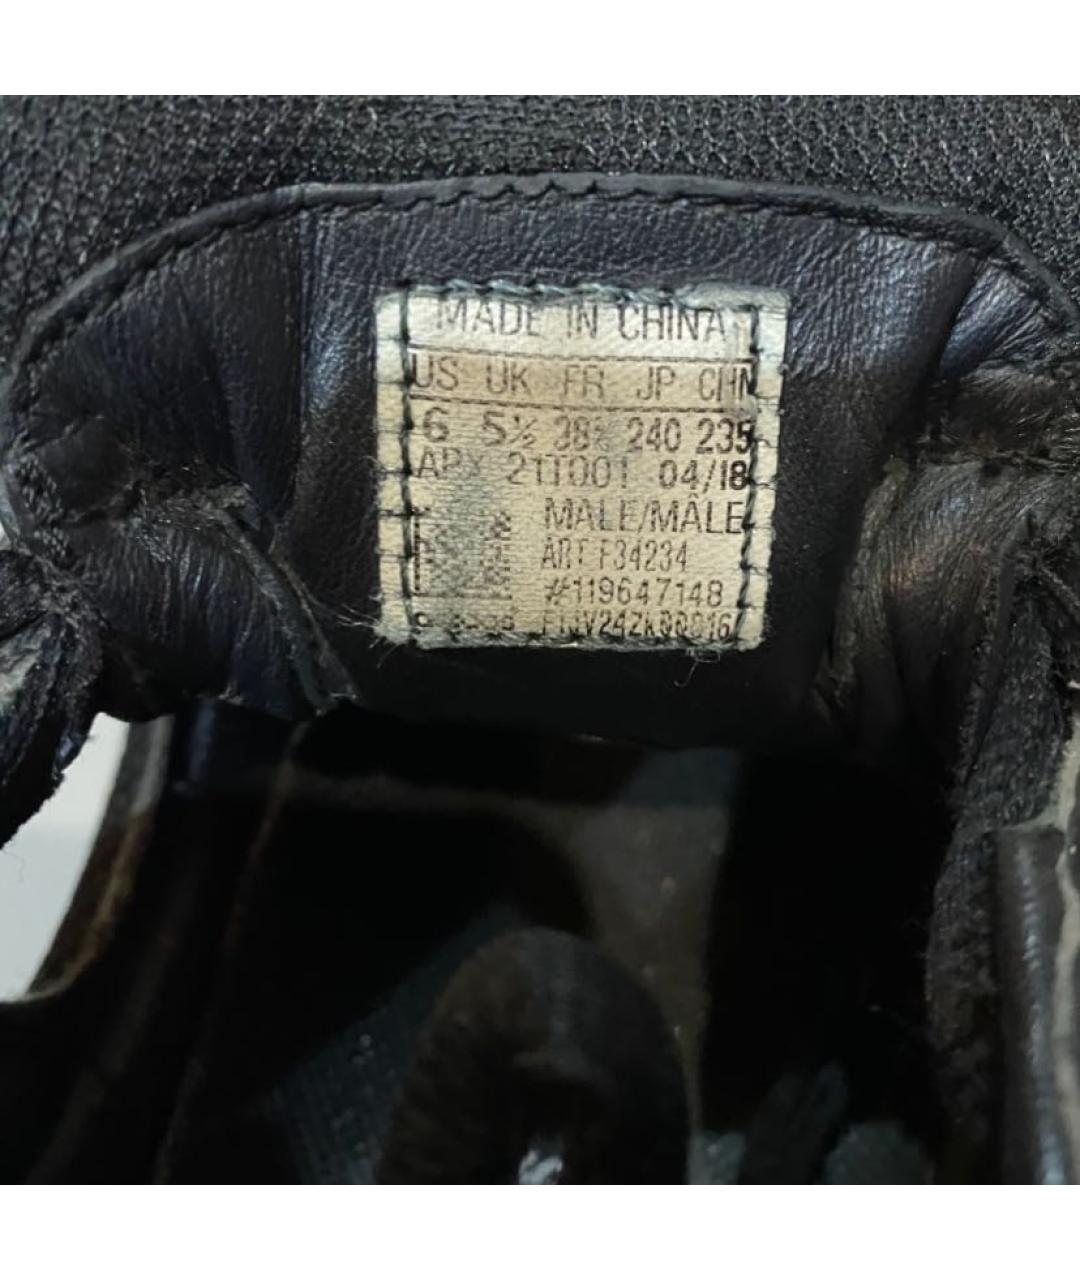 MADE IN CHINA
US UK FR JP CHN
6 5½ 38⅔ 240 235
APX 211001 04/18
MALE/MÂLE
ART F34234
#119647148